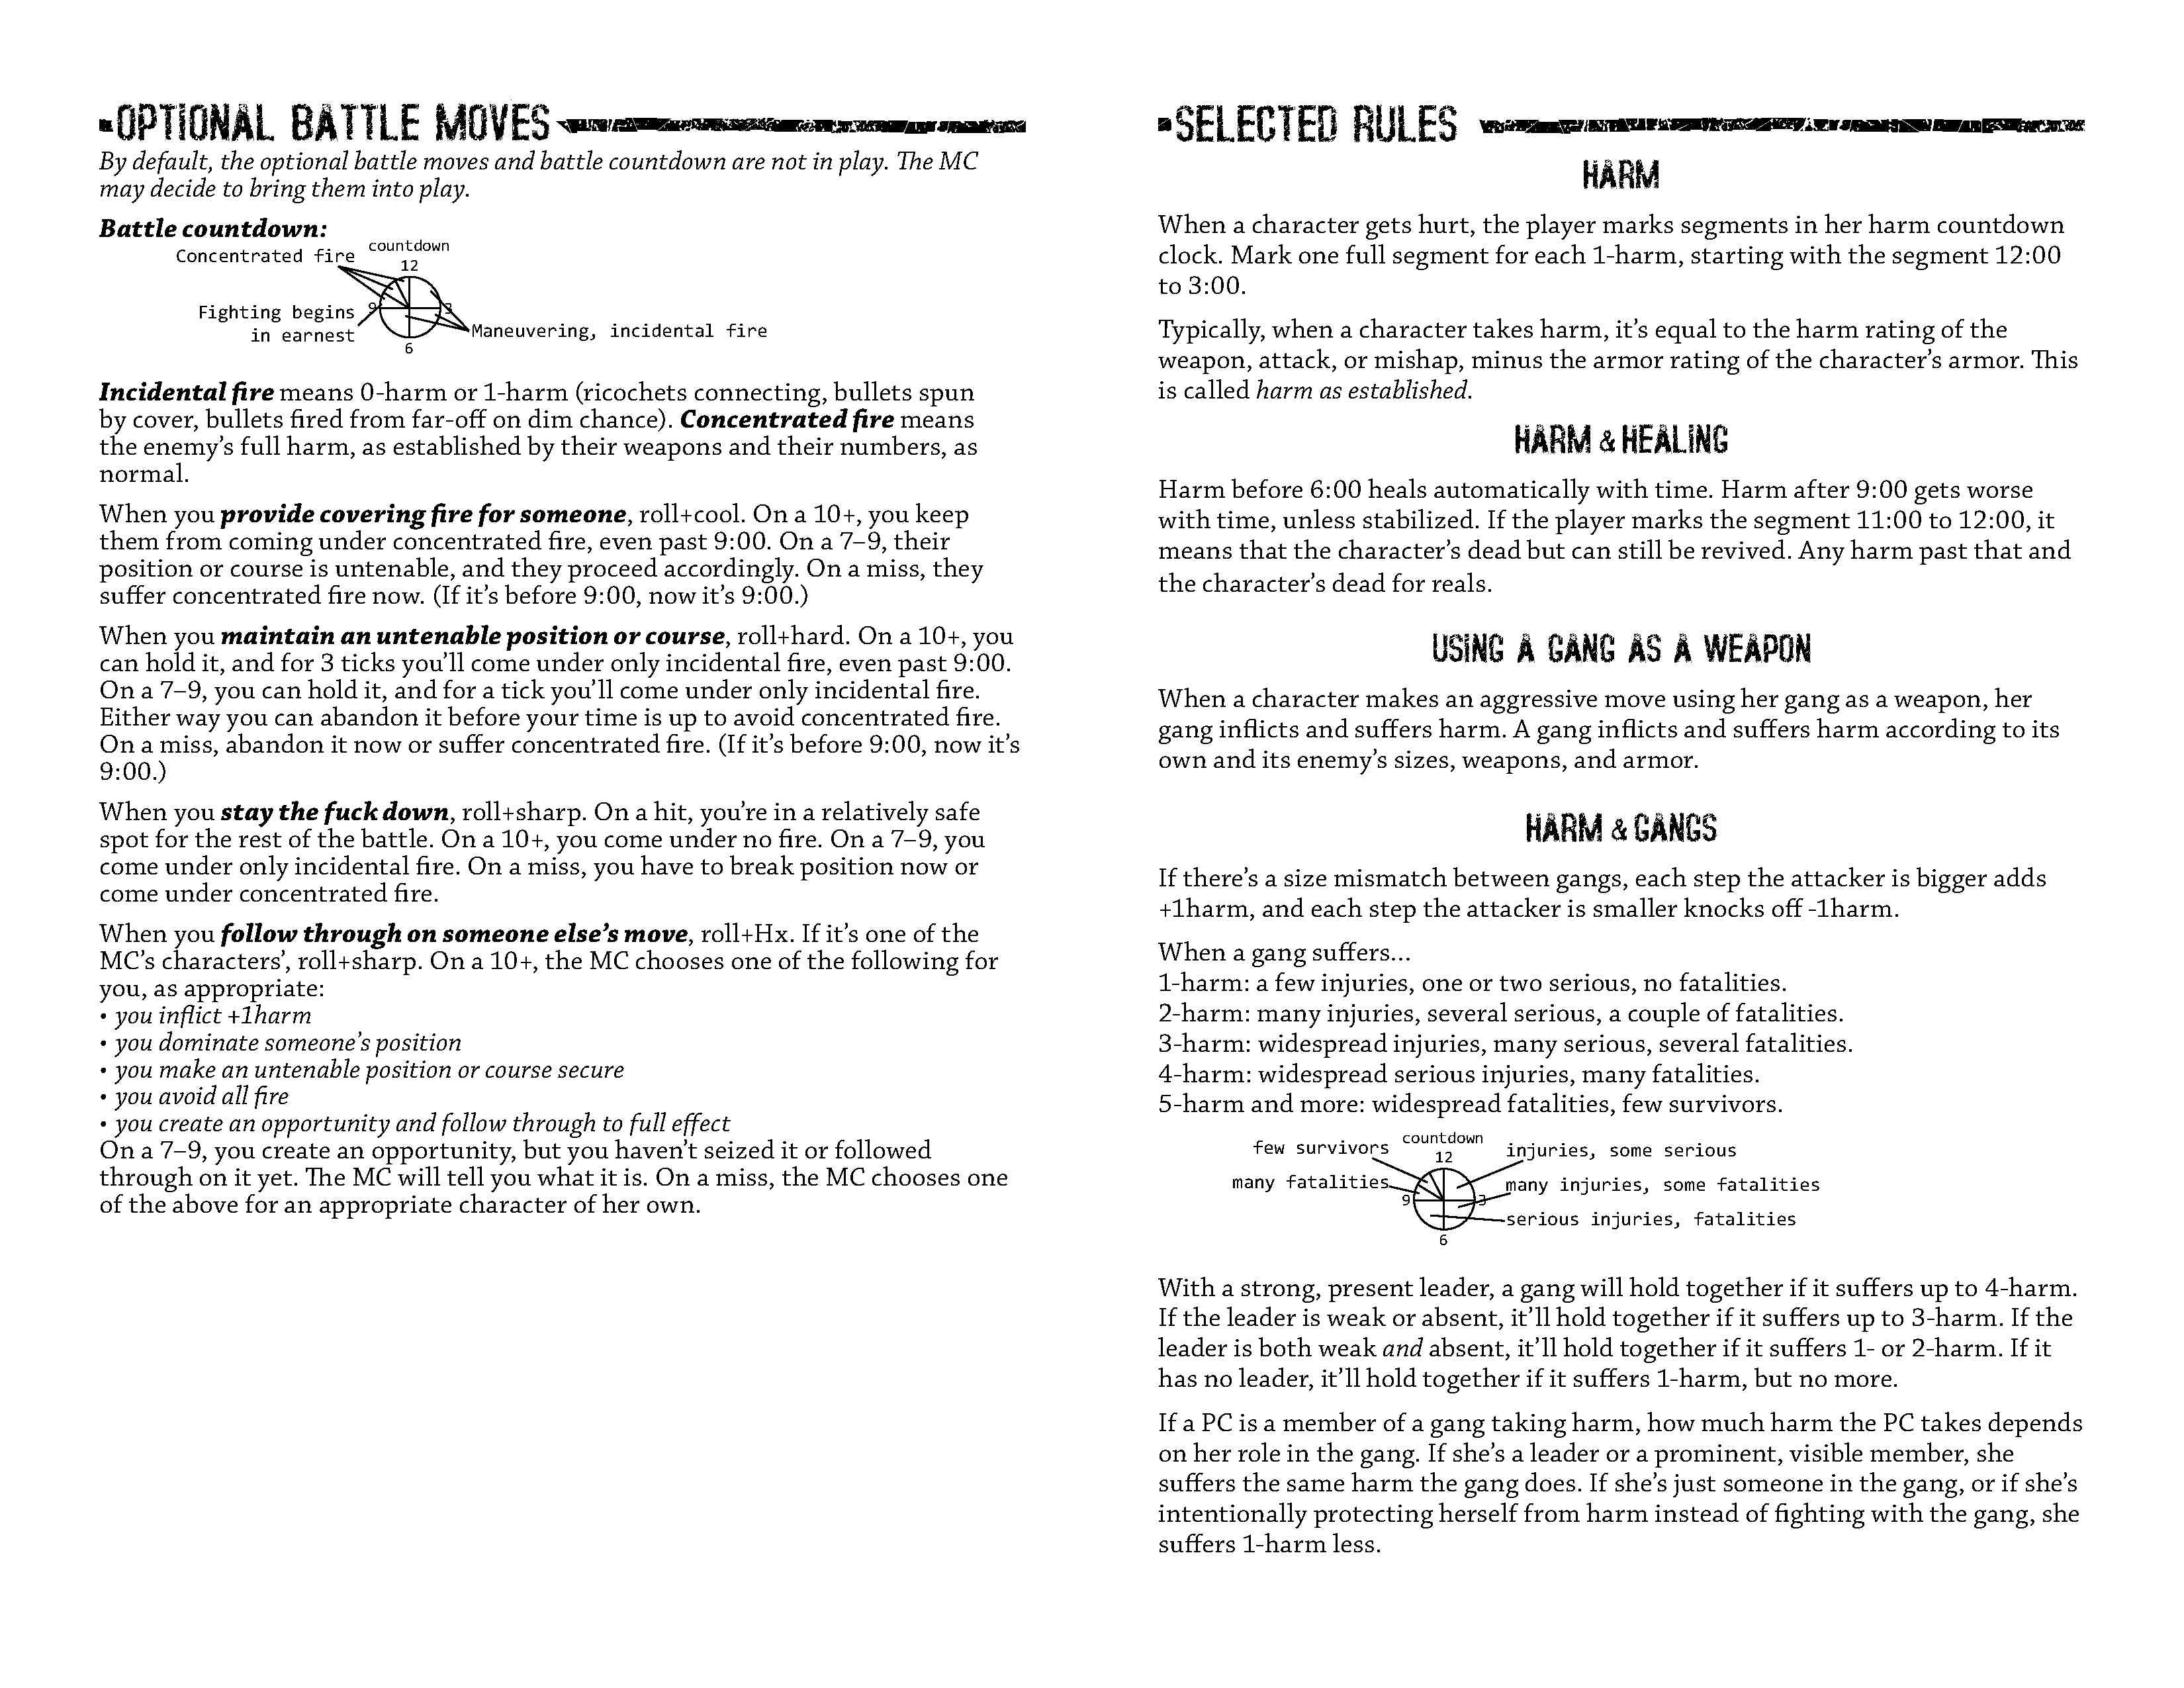 OPTIONAL BATTLE MOVES
By default, the optional battle moves and battle countdown are not in play. The MC
may decide to bring them into play.
Battle countdown:
countdown
Concentrated fire
12
9
3
Fighting begins
in earnest
Maneuvering, incidental fire
6
Incidental fire means 0-harm or 1-harm (ricochets connecting, bullets spun
by cover, bullets fired from far-off on dim chance). Concentrated fire means
the enemy's full harm, as established by their weapons and their numbers, as
normal.
When you provide covering fire for someone, roll+cool. On a 10+, you keep
them from coming under concentrated fire, even past 9:00. On a 7–9, their
position or course is untenable, and they proceed accordingly. On a miss, they
suffer concentrated fire now. (If it's before 9:00, now it's 9:00.)
When you maintain an untenable position or course, roll+hard. On a 10+, you
can hold it, and for 3 ticks you'll come under only incidental fire, even past 9:00.
On a 7–9, you can hold it, and for a tick you'll come under only incidental fire.
Either way you can abandon it before your time is up to avoid concentrated fire.
On a miss, abandon it now or suffer concentrated fire. (If it's before 9:00, now it's
9:00.)
When you stay the fuck down, roll+sharp. On a hit, you're in a relatively safe
spot for the rest of the battle. On a 10+, you come under no fire. On a 7–9, you
come under only incidental fire. On a miss, you have to break position now or
come under concentrated fire.
When you follow through on someone else's move, roll+Hx. If it's one of the
MC's characters', roll+sharp. On a 10+, the MC chooses one of the following for
you, as appropriate:
• you inflict +1harm
• you dominate someone's position
• you make an untenable position or course secure
• you avoid all fire
• you create an opportunity and follow through to full effect
On a 7–9, you create an opportunity, but you haven't seized it or followed
through on it yet. The MC will tell you what it is. On a miss, the MC chooses one
of the above for an appropriate character of her own.
SELECTED RULES
HARM
When a character gets hurt, the player marks segments in her harm countdown
clock. Mark one full segment for each 1-harm, starting with the segment 12:00
to 3:00.
Typically, when a character takes harm, it's equal to the harm rating of the
weapon, attack, or mishap, minus the armor rating of the character's armor. This
is called harm as established.
HARM & HEALING
Harm before 6:00 heals automatically with time. Harm after 9:00 gets worse
with time, unless stabilized. If the player marks the segment 11:00 to 12:00, it
means that the character's dead but can still be revived. Any harm past that and
the character's dead for reals.
USING A GANG AS A WEAPON
When a character makes an aggressive move using her gang as a weapon, her
gang inflicts and suffers harm. A gang inflicts and suffers harm according to its
own and its enemy's sizes, weapons, and armor.
HARM & GANGS
If there's a size mismatch between gangs, each step the attacker is bigger adds
+1harm, and each step the attacker is smaller knocks off -1harm.
When a gang suffers...
1-harm: a few injuries, one or two serious, no fatalities.
2-harm: many injuries, several serious, a couple of fatalities.
3-harm: widespread injuries, many serious, several fatalities.
4-harm: widespread serious injuries, many fatalities.
5-harm and more: widespread fatalities, few survivors.
countdown
few survivors
12
injuries, some serious
many fatalities
many injuries, some fatalities
9
3
serious injuries, fatalities
6
With a strong, present leader, a gang will hold together if it suffers up to 4-harm.
If the leader is weak or absent, it'll hold together if it suffers up to 3-harm. If the
leader is both weak and absent, it'll hold together if it suffers 1- or 2-harm. If it
has no leader, it'll hold together if it suffers 1-harm, but no more.
If a PC is a member of a gang taking harm, how much harm the PC takes depends
on her role in the gang. If she's a leader or a prominent, visible member, she
suffers the same harm the gang does. If she's just someone in the gang, or if she's
intentionally protecting herself from harm instead of fighting with the gang, she
suffers 1-harm less.